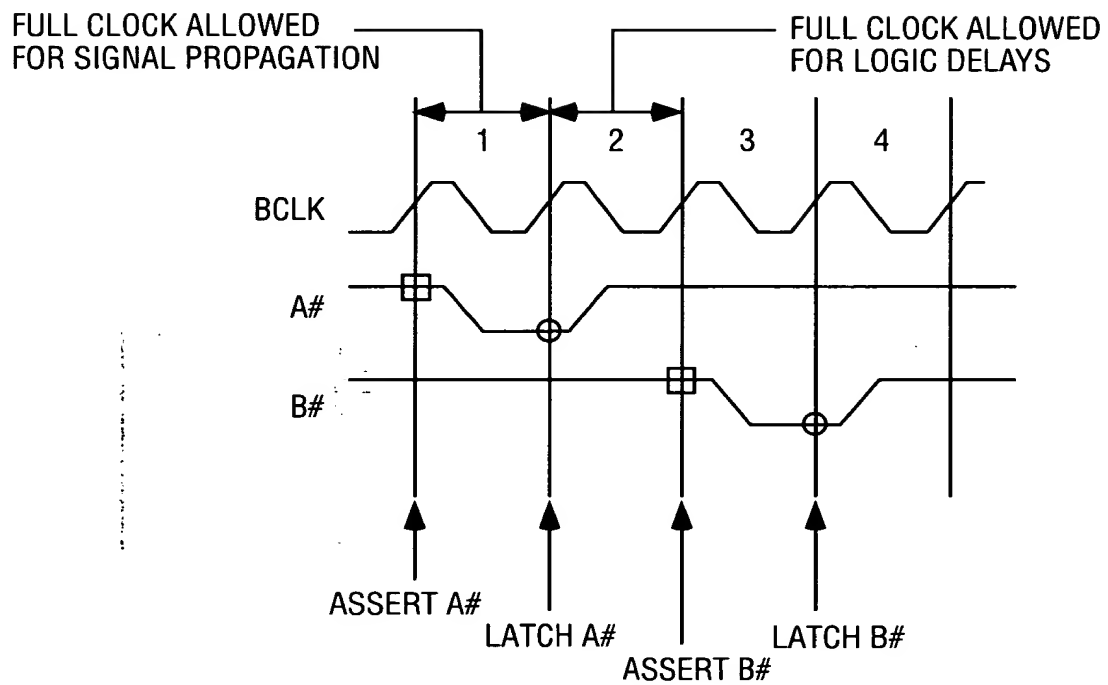 FULL CLOCK ALLOWED
FOR SIGNAL PROPAGATION
FULL CLOCK ALLOWED
FOR LOGIC DELAYS
1
2
3
4
BCLK
A#
B#
ASSERT A#
LATCH A#
ASSERT B#
LATCH B#